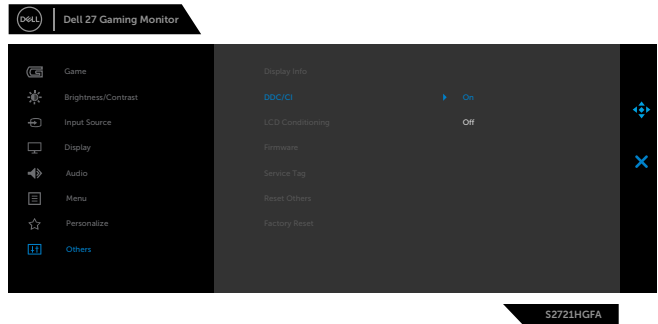 DELL
Dell 27 Gaming Monitor
Game
Display Info
Brightness/Contrast
DDC/CI
On
Input Source
LCD Conditioning
Off
Display
Firmware
Audio
Service Tag
Menu
Reset Others
Personalize
Factory Reset
Others
S2721HGFA